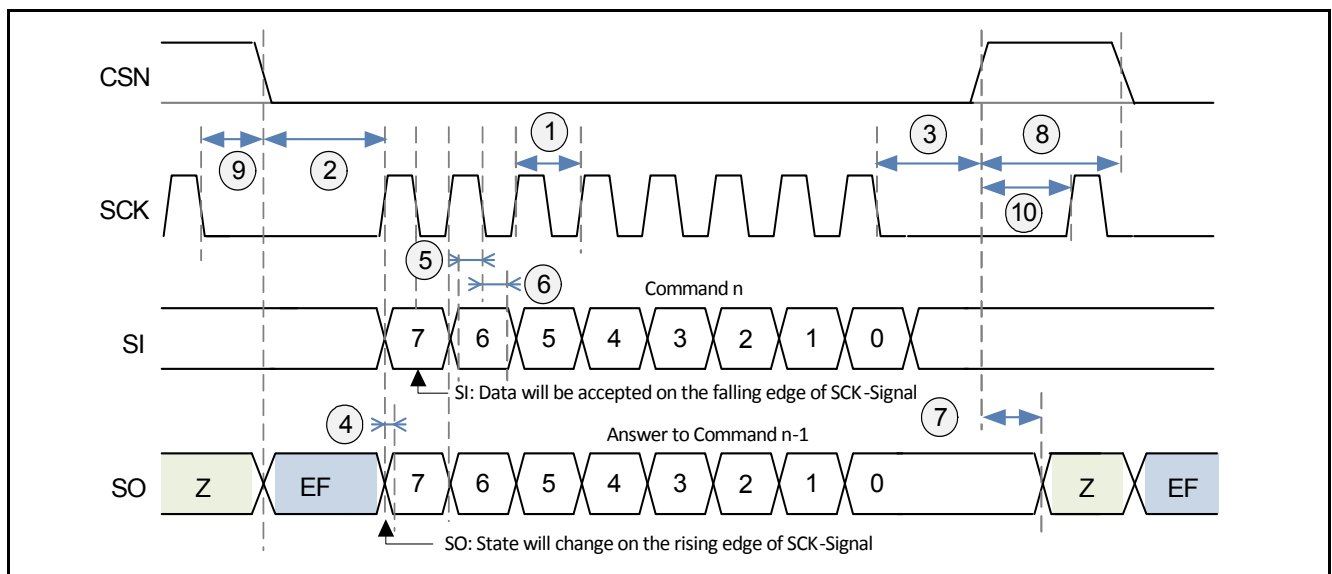 CSN
1
3
8
9
2
SCK
10
5
6
Command n
SI
7 6 5 4 3 2 1 0
SI: Data will be accepted on the falling edge of SCK-Signal
4
Answer to Command n-1
7
SO
Z EF 7 6 5 4 3 2 1 0 Z EF
SO: State will change on the rising edge of SCK-Signal